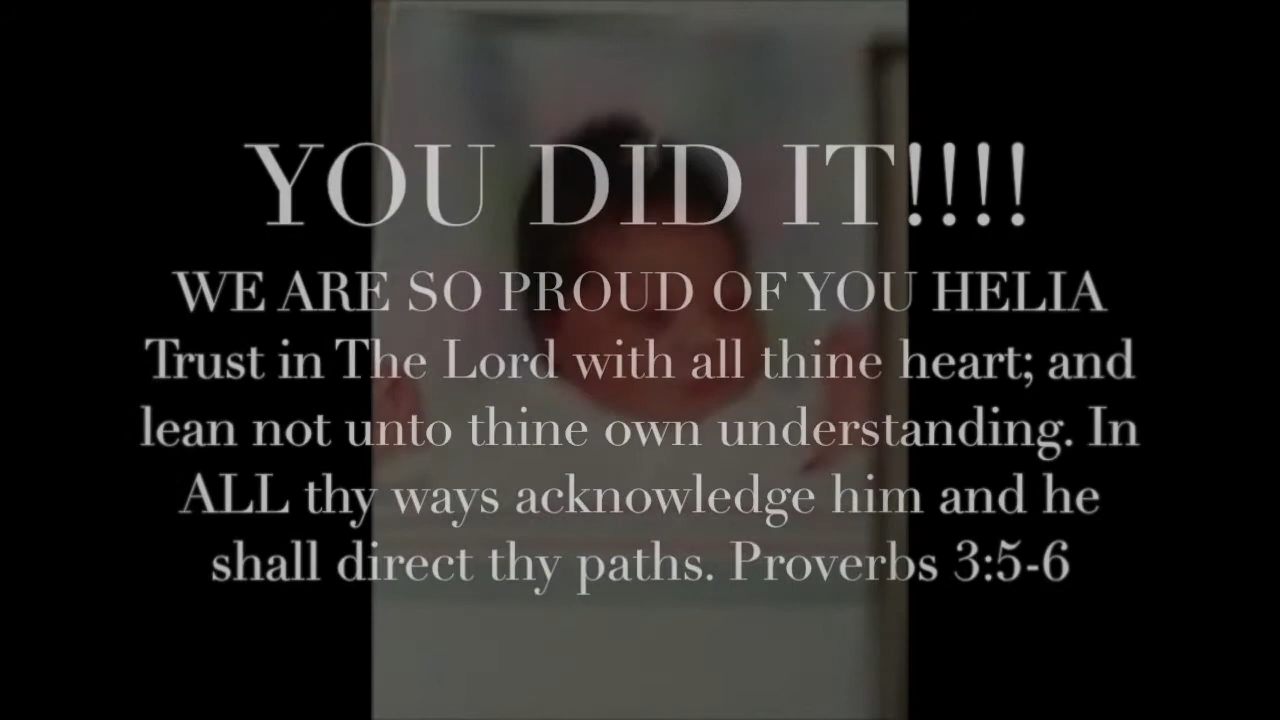 YOU DID IT!!!!
WE ARE SO PROUD OF YOU HELIA
Trust in The Lord with all thine heart; and
lean not unto thine own understanding. In
ALL thy ways acknowledge him and he
shall direct thy paths. Proverbs 3:5-6